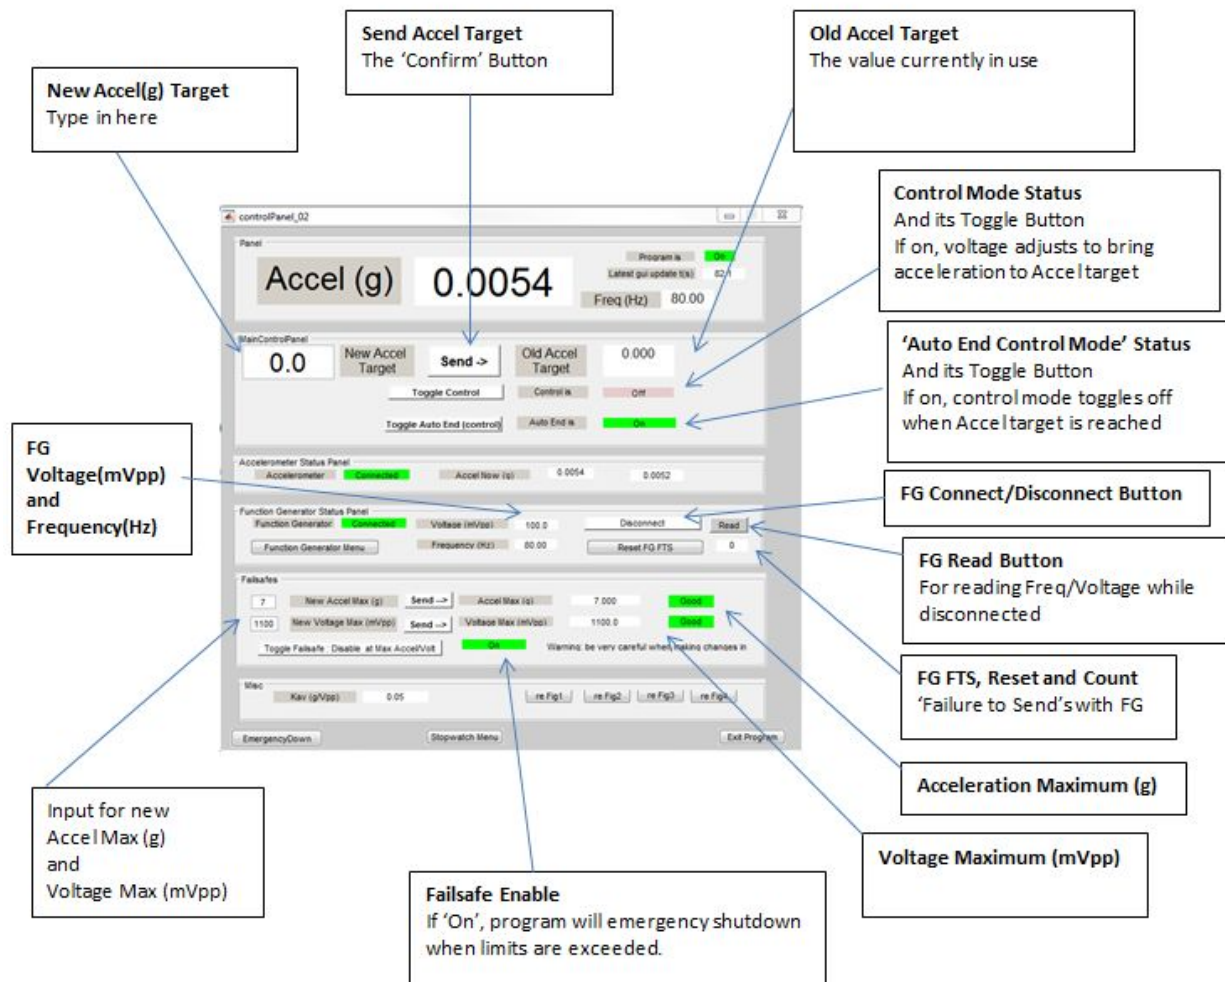 Send Accel Target
The ‘Confirm’ Button
Old Accel Target
The value currently in use
New Accel(g) Target
Type in here
Control Mode Status
And its Toggle Button
If on, voltage adjusts to bring
acceleration to Accel target
‘Auto End Control Mode’ Status
And its Toggle Button
If on, control mode toggles off
when Accel target is reached
FG
Voltage(mVpp)
and
Frequency(Hz)
FG Connect/Disconnect Button
FG Read Button
For reading Freq/Voltage while
disconnected
FG FTS, Reset and Count
‘Failure to Send’s with FG
Acceleration Maximum (g)
Voltage Maximum (mVpp)
Input for new
Accel Max (g)
and
Voltage Max (mVpp)
Failsafe Enable
If ‘On’, program will emergency shutdown
when limits are exceeded.
controlPanel_02
Panel
Accel (g) 0.0054
Program is On
Latest gui update t(s) 82.1
Freq (Hz) 80.00
MainControlPanel
0.0 New Accel Target Send -> Old Accel Target 0.000
Toggle Control Control is Off
Toggle Auto End (control) Auto End is On
Accelerometer Status Panel
Accelerometer Connected Accel Now (g) 0.0054 0.0052
Function Generator Status Panel
Function Generator Connected Voltage (mVpp) 100.0 Disconnect Read
Function Generator Menu Frequency (Hz) 80.00 Reset FG FTS 0
Failsafes
7 New Accel Max (g) Send --> Accel Max (g) 7.000 Good
1100 New Voltage Max (mVpp) Send --> Voltage Max (mVpp) 1100.0 Good
Toggle Failsafe : Disable at Max Accel/Volt On Warning: be very careful when making changes in
Misc
Kav (g/Vpp) 0.05 re Fig1 re Fig2 re Fig3 re Fig4
EmergencyDown Stopwatch Menu Exit Program